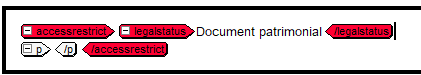 accessrestrict legalstatus Document patrimonial /legalstatus
p /p /accessrestrict